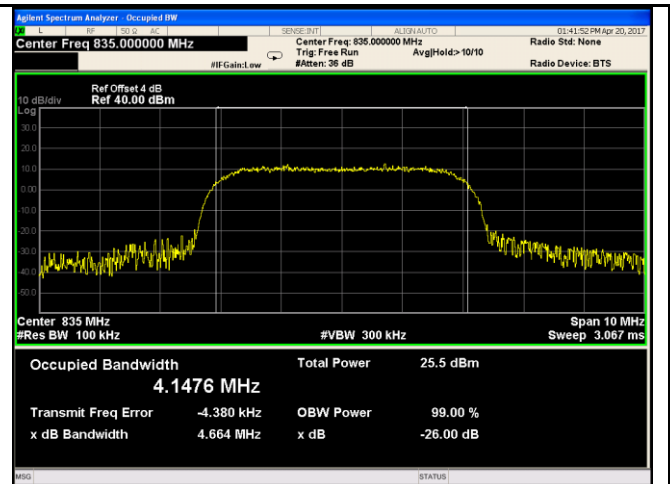 Agilent Spectrum Analyzer - Occupied BW
L RF 50 Ω AC SENSE:INT ALIGNAUTO 01:41:52 PM Apr 20, 2017
Center Freq 835.000000 MHz Center Freq: 835.000000 MHz Radio Std: None
Trig: Free Run Avg|Hold:> 10/10
#IFGain:Low #Atten: 36 dB Radio Device: BTS
Ref Offset 4 dB
10 dB/div Ref 40.00 dBm
Log
30.0
20.0
10.0
0.00
-10.0
-20.0
-30.0
-40.0
-50.0
Center 835 MHz Span 10 MHz
#Res BW 100 kHz #VBW 300 kHz Sweep 3.067 ms
Occupied Bandwidth Total Power 25.5 dBm
4.1476 MHz
Transmit Freq Error -4.380 kHz OBW Power 99.00 %
x dB Bandwidth 4.664 MHz x dB -26.00 dB
MSG STATUS